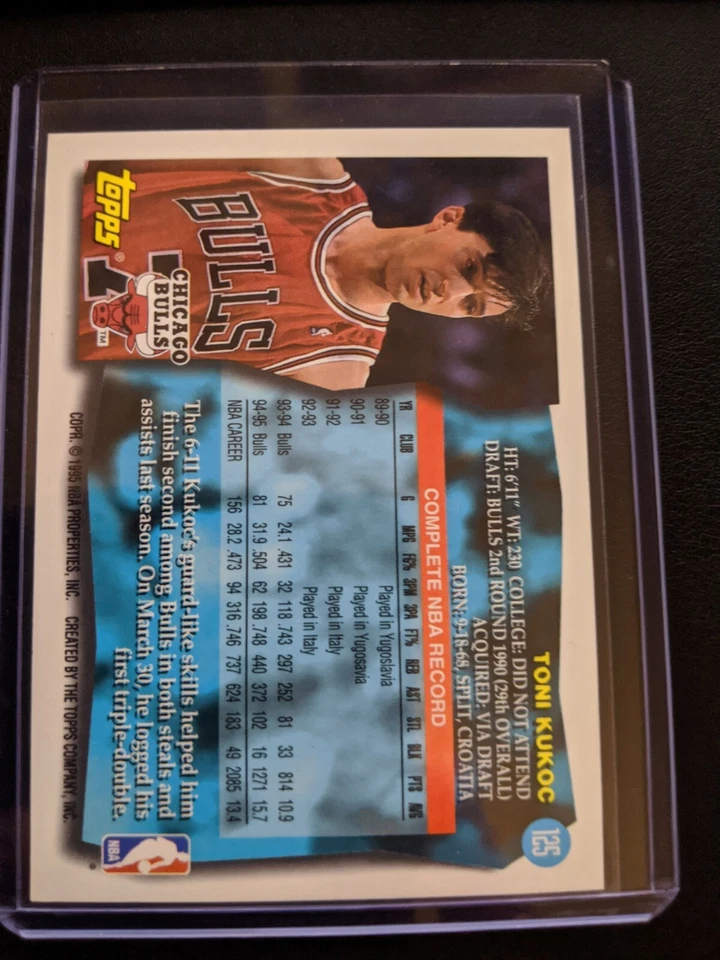 TONI KUKOC
125
HT: 6'11" WT: 230 COLLEGE: DID NOT ATTEND
DRAFT: BULLS 2nd ROUND 1990 (29th OVERALL)
ACQUIRED: VIA DRAFT
BORN: 9-18-68, SPLIT, CROATIA
COMPLETE NBA RECORD
YR CLUB G MPG FG% 3PM 3PA FT% REB AST STL BLK PTS AVG
89-90 Played in Yugoslavia
90-91 Played in Yugosavia
91-92 Played in Italy
92-93 Played in Italy
93-94 Bulls 75 24.1 .431 32 118 .743 297 252 81 33 814 10.9
94-95 Bulls 81 31.9 .504 62 198 .748 440 372 102 16 1271 15.7
NBA CAREER 156 28.2 .473 94 316 .746 737 624 183 49 2085 13.4
The 6-11 Kukoc's guard-like skills helped him
finish second among Bulls in both steals and
assists last season. On March 30, he logged his
first triple-double.
BULLS
7
CHICAGO
BULLS
TM
topps®
NBA
®
COPR. © 1995 NBA PROPERTIES, INC. CREATED BY THE TOPPS COMPANY, INC.